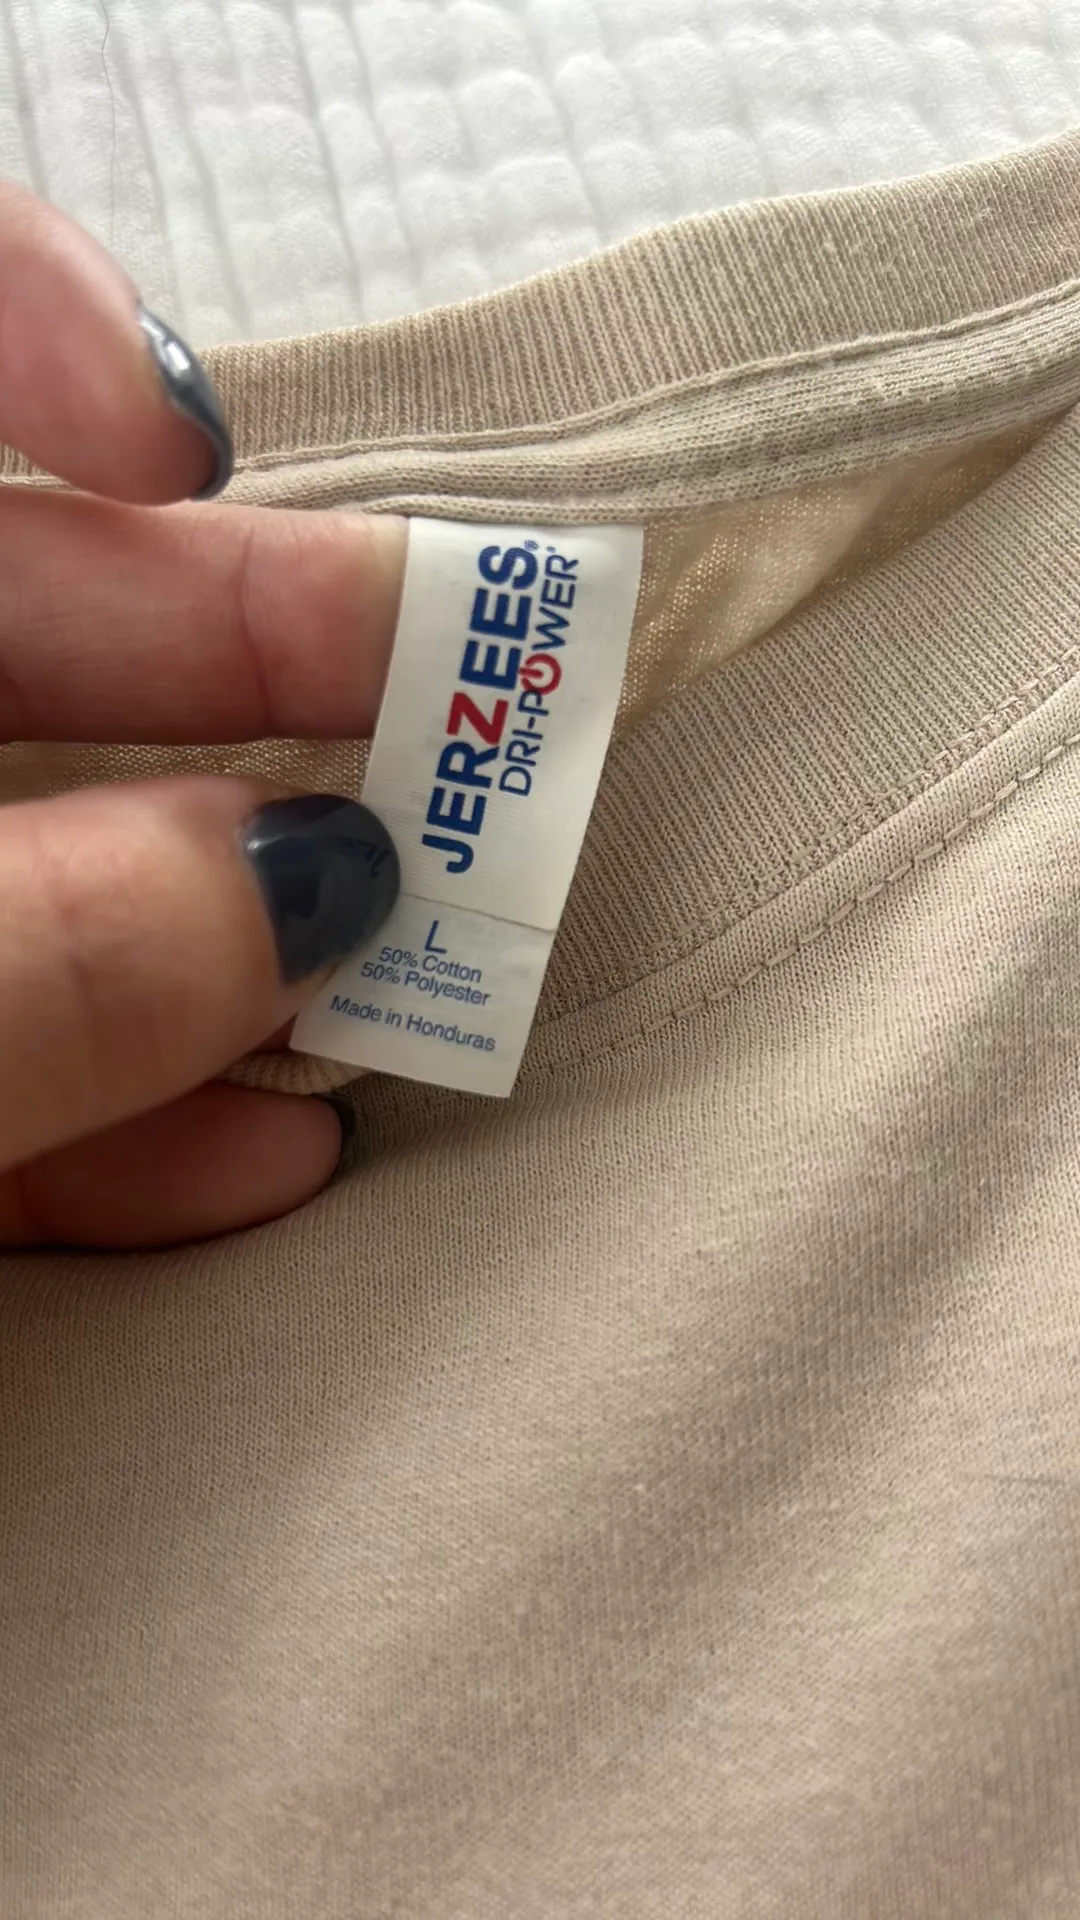 JERZEES®
DRI-POWER®
L
50% Cotton
50% Polyester
Made in Honduras